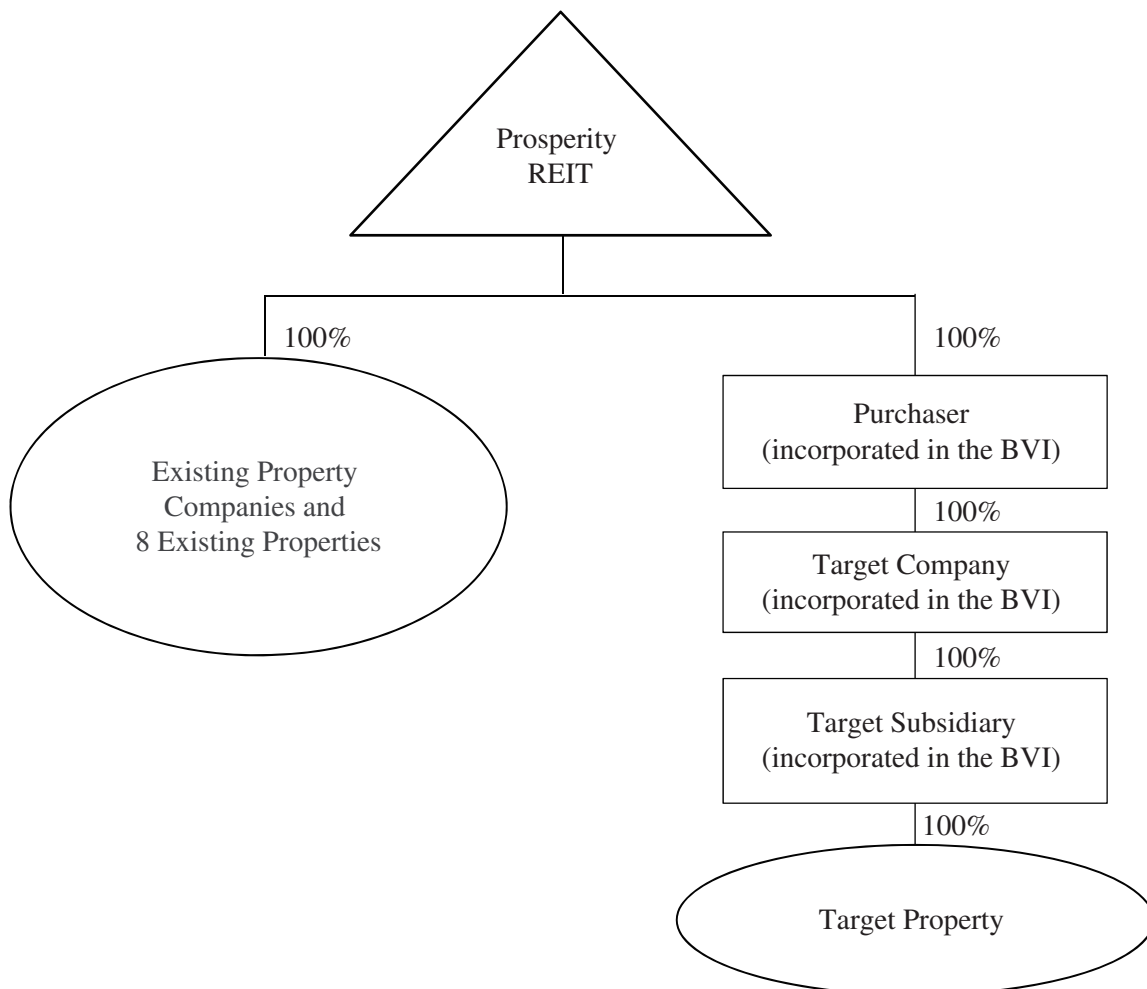 Prosperity
REIT
100%
100%
Existing Property
Companies and
8 Existing Properties
Purchaser
(incorporated in the BVI)
100%
Target Company
(incorporated in the BVI)
100%
Target Subsidiary
(incorporated in the BVI)
100%
Target Property